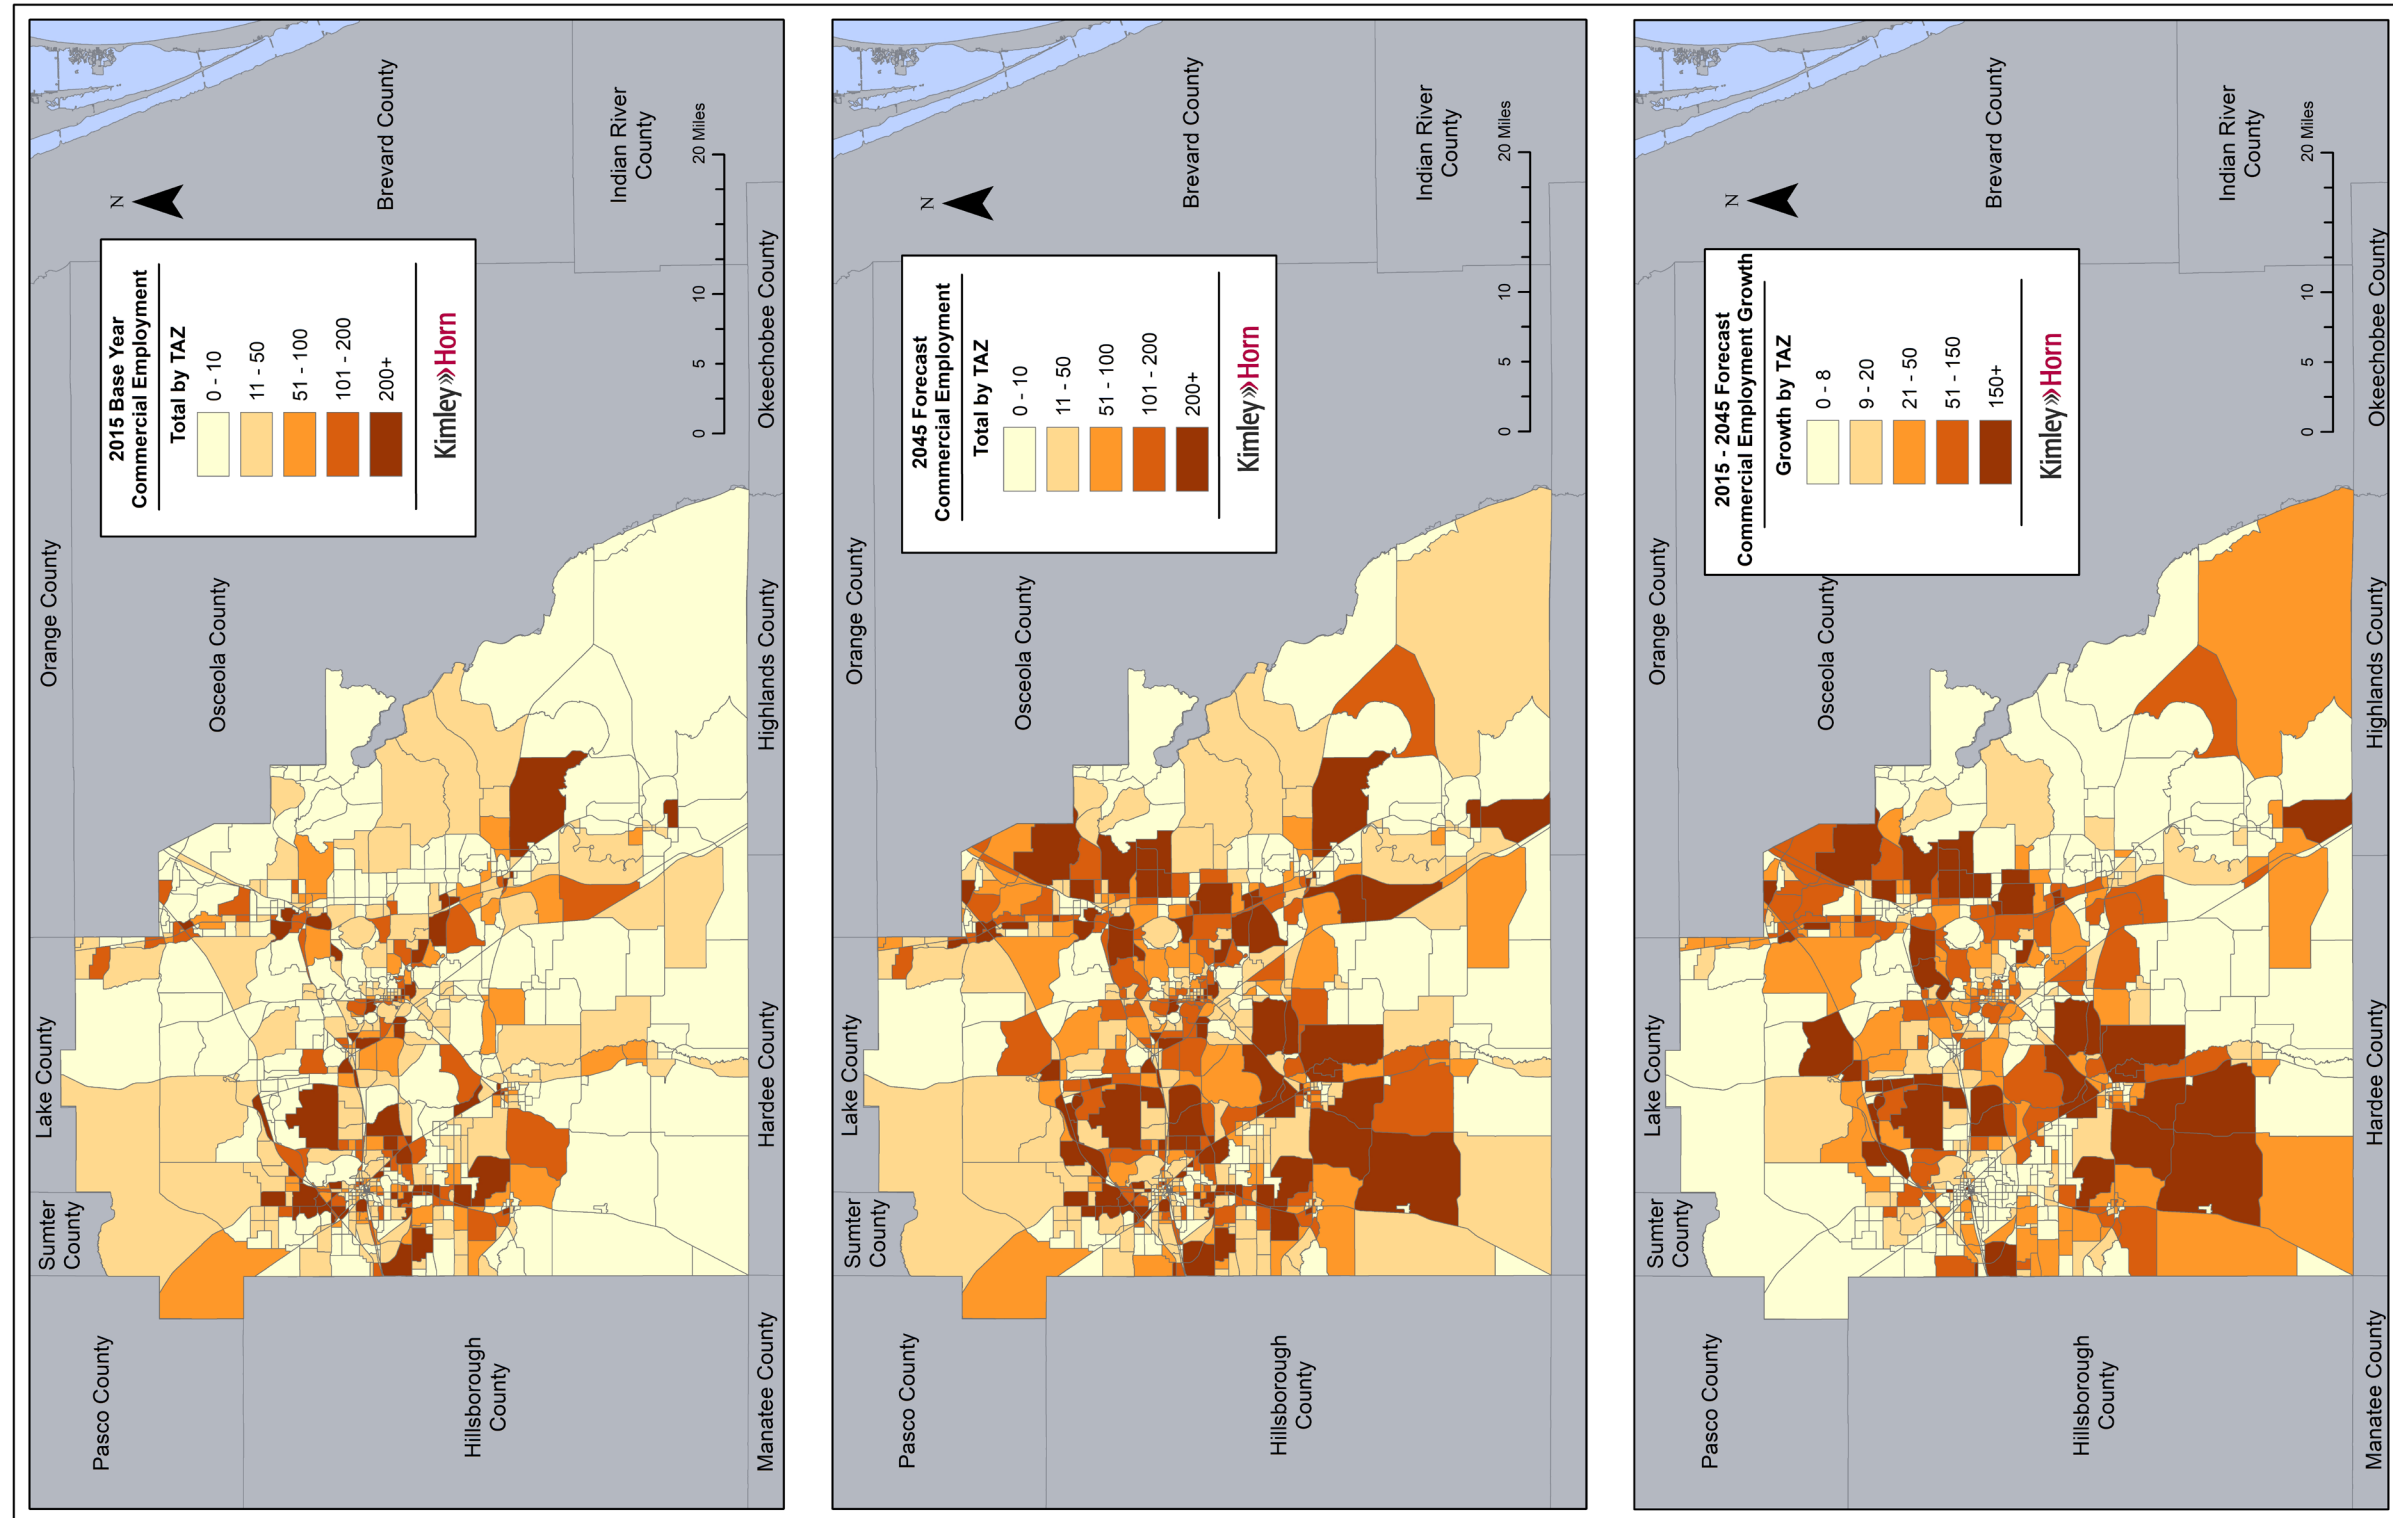 Orange County
Osceola County
Lake County
Sumter
County
Pasco County
Hillsborough
County
Manatee County
Hardee County
Highlands County
Okeechobee County
Brevard County
Indian River
County
N
2015 Base Year
Commercial Employment
Total by TAZ
0 - 10
11 - 50
51 - 100
101 - 200
200+
Kimley»Horn
0 5 10 20 Miles
Orange County
Osceola County
Lake County
Sumter
County
Pasco County
Hillsborough
County
Brevard County
Indian River
County
N
2045 Forecast
Commercial Employment
Total by TAZ
0 - 10
11 - 50
51 - 100
101 - 200
200+
Kimley»Horn
0 5 10 20 Miles
Orange County
Osceola County
Lake County
Sumter
County
Pasco County
Hillsborough
County
Manatee County
Hardee County
Highlands County
Okeechobee County
Brevard County
Indian River
County
N
2015 - 2045 Forecast
Commercial Employment Growth
Growth by TAZ
0 - 8
9 - 20
21 - 50
51 - 150
150+
Kimley»Horn
0 5 10 20 Miles